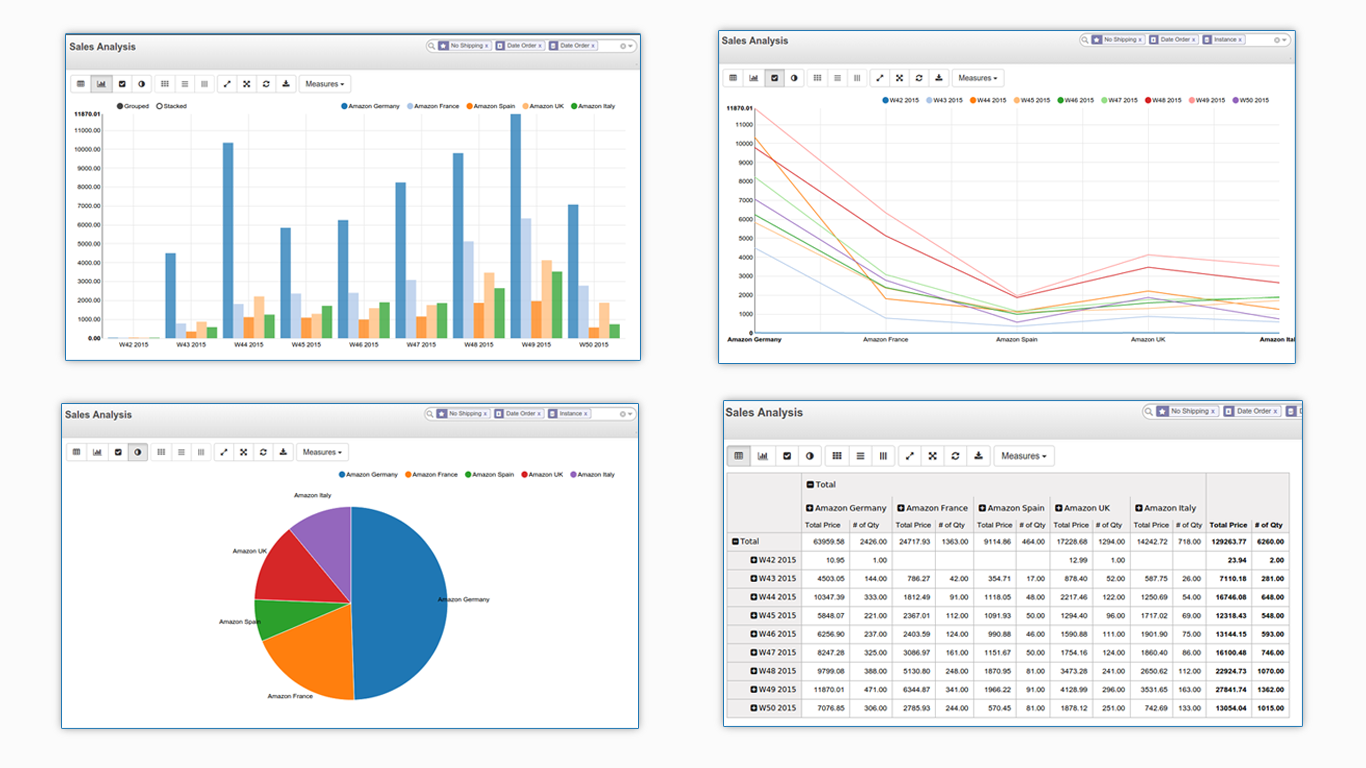 Sales Analysis
No Shipping x Date Order x Date Order x
Measures
Grouped Stacked Amazon Germany Amazon France Amazon Spain Amazon UK Amazon Italy
11870.01
11000.00
10000.00
9000.00
8000.00
7000.00
6000.00
5000.00
4000.00
3000.00
2000.00
1000.00
0.00
W42 2015 W43 2015 W44 2015 W45 2015 W46 2015 W47 2015 W48 2015 W49 2015 W50 2015
Sales Analysis
No Shipping x Date Order x Instance x
Measures
W42 2015 W43 2015 W44 2015 W45 2015 W46 2015 W47 2015 W48 2015 W49 2015 W50 2015
11870.01
11000
10000
9000
8000
7000
6000
5000
4000
3000
2000
1000
0
Amazon Germany Amazon France Amazon Spain Amazon UK Amazon Ital
Sales Analysis
No Shipping x Date Order x Instance x
Measures
Amazon Germany Amazon France Amazon Spain Amazon UK Amazon Italy
Amazon Italy
Amazon UK
Amazon Germany
Amazon Spain
Amazon France
Sales Analysis
No Shipping x Date Order x
Measures
Total
Amazon Germany Amazon France Amazon Spain Amazon UK Amazon Italy
Total Price # of Qty Total Price # of Qty Total Price # of Qty Total Price # of Qty Total Price # of Qty Total Price # of Qty
Total 63959.58 2426.00 24717.93 1363.00 9114.86 464.00 17228.68 1294.00 14242.72 718.00 129263.77 6260.00
W42 2015 10.95 1.00 12.99 1.00 23.94 2.00
W43 2015 4503.05 144.00 786.27 42.00 354.71 17.00 878.40 52.00 587.75 26.00 7110.18 281.00
W44 2015 10347.39 333.00 1812.49 91.00 1118.05 48.00 2217.46 122.00 1250.69 54.00 16746.08 648.00
W45 2015 5848.07 221.00 2367.01 112.00 1091.93 50.00 1294.40 96.00 1717.02 69.00 12318.43 548.00
W46 2015 6256.90 237.00 2403.59 124.00 990.88 46.00 1590.88 111.00 1901.90 75.00 13144.15 593.00
W47 2015 8247.28 325.00 3086.97 161.00 1151.67 50.00 1754.16 124.00 1860.40 86.00 16100.48 746.00
W48 2015 9799.08 388.00 5130.80 248.00 1870.95 81.00 3473.28 241.00 2650.62 112.00 22924.73 1070.00
W49 2015 11870.01 471.00 6344.87 341.00 1966.22 91.00 4128.99 296.00 3531.65 163.00 27841.74 1362.00
W50 2015 7076.85 306.00 2785.93 244.00 570.45 81.00 1878.12 251.00 742.69 133.00 13054.04 1015.00